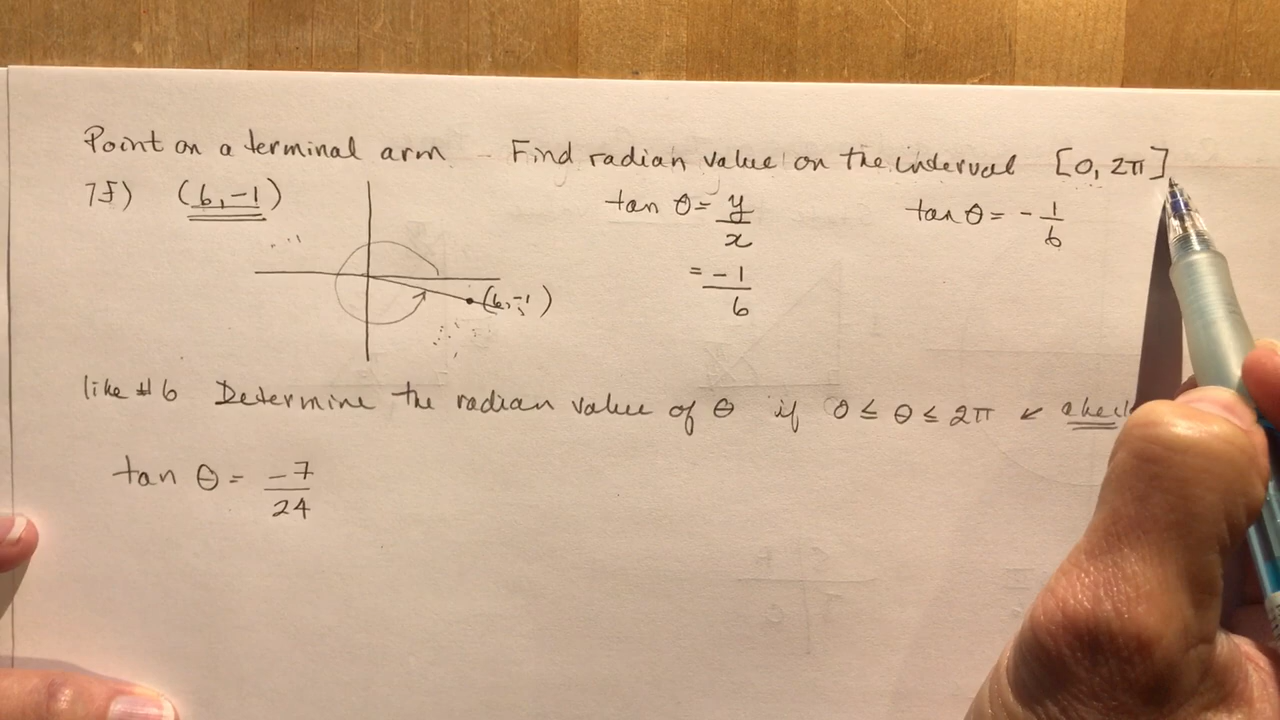 Point on a terminal arm - Find radian value on the interval [0, 2π]
7f) (6, -1)
tan θ = y/x
= -1/6
tan θ = -1/6
(6, -1)
like #6 Determine the radian value of θ if 0 ≤ θ ≤ 2π ↙
tan θ = -7/24